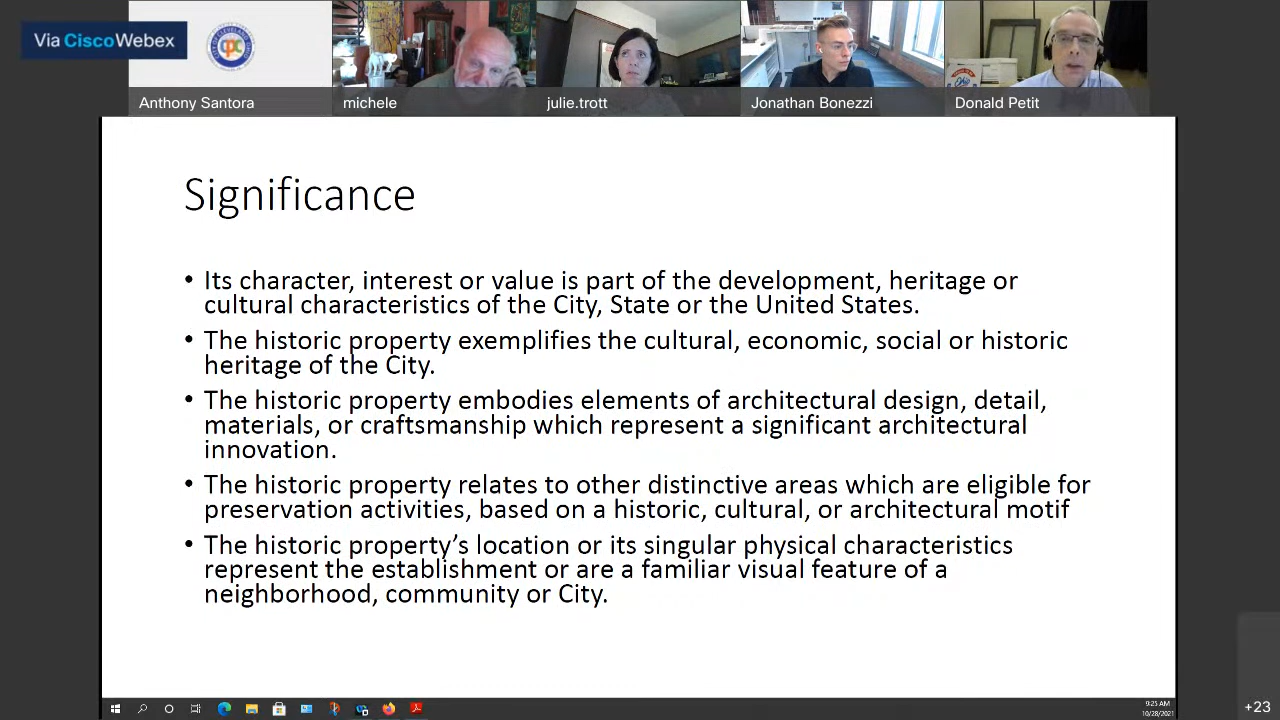 Via Cisco Webex
cpc
Anthony Santora
michele
julie.trott
Jonathan Bonezzi
Donald Petit
Significance
• Its character, interest or value is part of the development, heritage or
cultural characteristics of the City, State or the United States.
• The historic property exemplifies the cultural, economic, social or historic
heritage of the City.
• The historic property embodies elements of architectural design, detail,
materials, or craftsmanship which represent a significant architectural
innovation.
• The historic property relates to other distinctive areas which are eligible for
preservation activities, based on a historic, cultural, or architectural motif
• The historic property’s location or its singular physical characteristics
represent the establishment or are a familiar visual feature of a
neighborhood, community or City.
9:25 AM
10/28/2021
+23